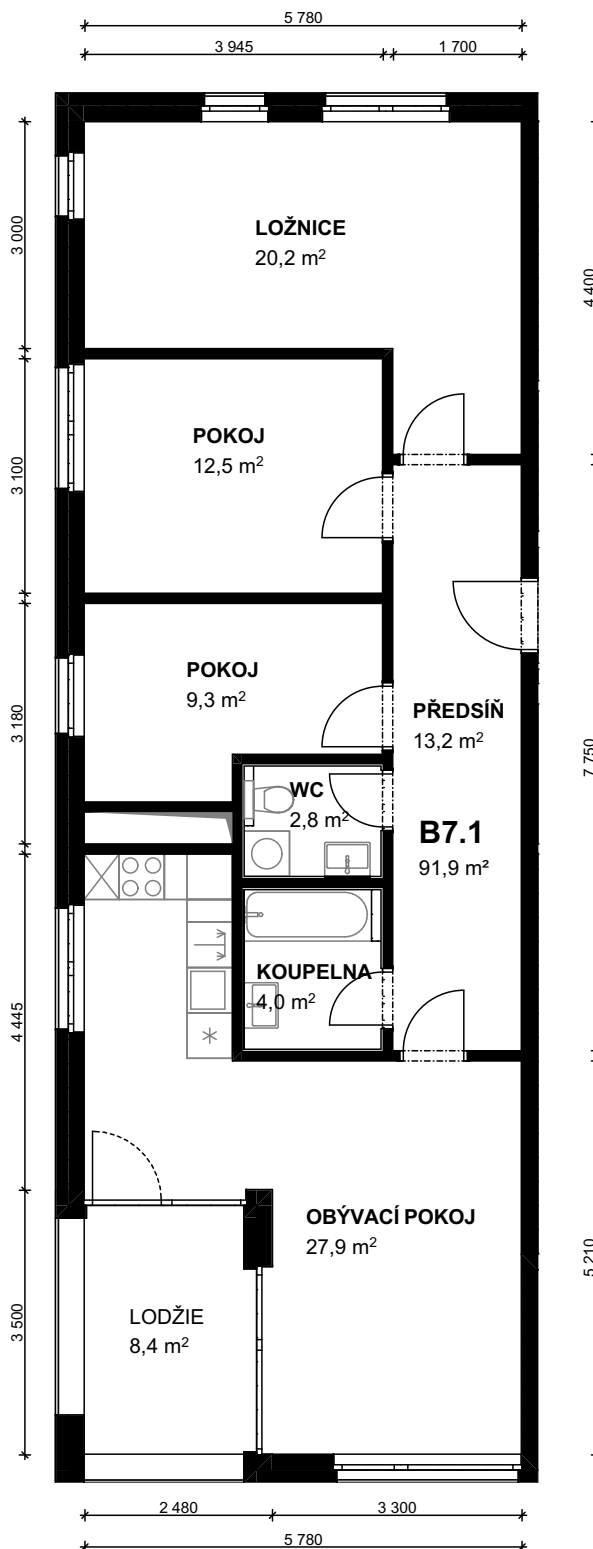 5 780
3 945
1 700
3 000
4 400
LOŽNICE
20,2 m²
POKOJ
12,5 m²
3 100
POKOJ
9,3 m²
3 180
PŘEDSÍŇ
13,2 m²
7 750
WC
2,8 m²
B7.1
91,9 m²
KOUPELNA
4,0 m²
4 445
OBÝVACÍ POKOJ
27,9 m²
5 210
LODŽIE
8,4 m²
3 500
2 480
3 300
5 780